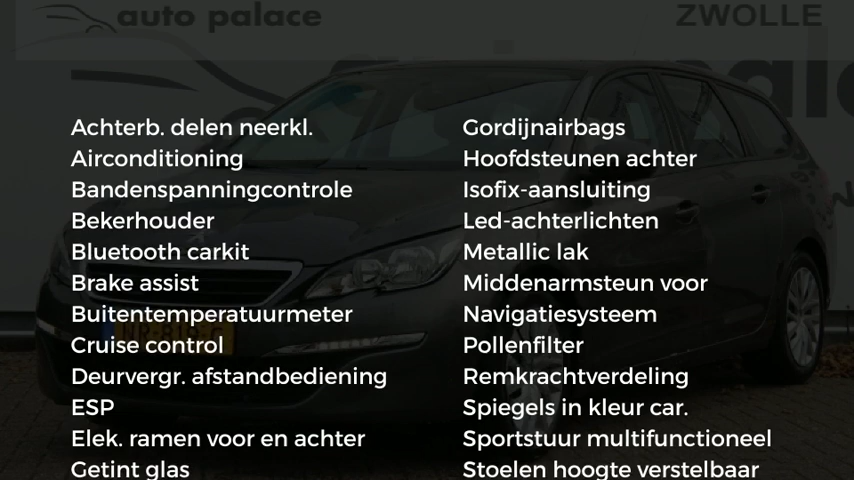 auto palace
ZWOLLE
Achterb. delen neerkl.
Airconditioning
Bandenspanningcontrole
Bekerhouder
Bluetooth carkit
Brake assist
Buitentemperatuurmeter
Cruise control
Deurvergr. afstandbediening
ESP
Elek. ramen voor en achter
Getint glas
Gordijnairbags
Hoofdsteunen achter
Isofix-aansluiting
Led-achterlichten
Metallic lak
Middenarmsteun voor
Navigatiesysteem
Pollenfilter
Remkrachtverdeling
Spiegels in kleur car.
Sportstuur multifunctioneel
Stoelen hoogte verstelbaar